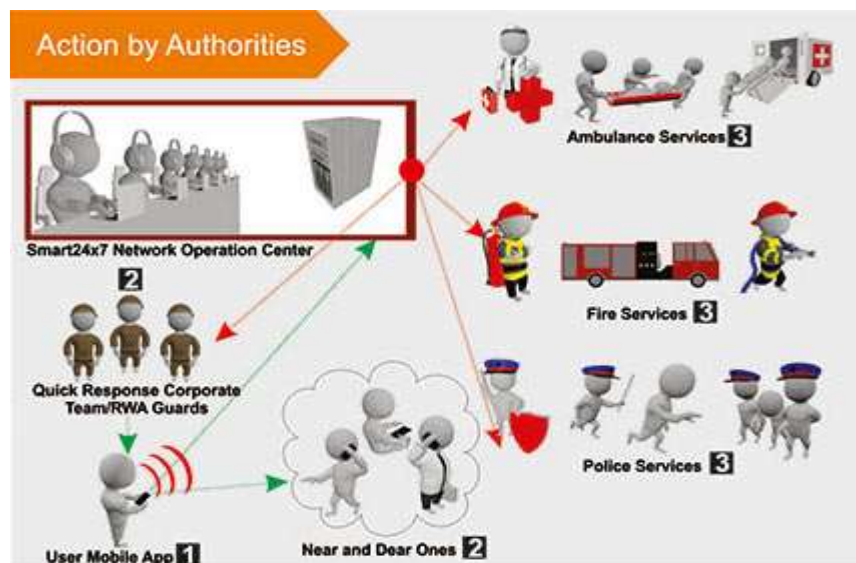 Action by Authorities
Ambulance Services 3
Smart24x7 Network Operation Center
2
Fire Services 3
Quick Response Corporate
Team/RWA Guards
Police Services 3
User Mobile App 1
Near and Dear Ones 2